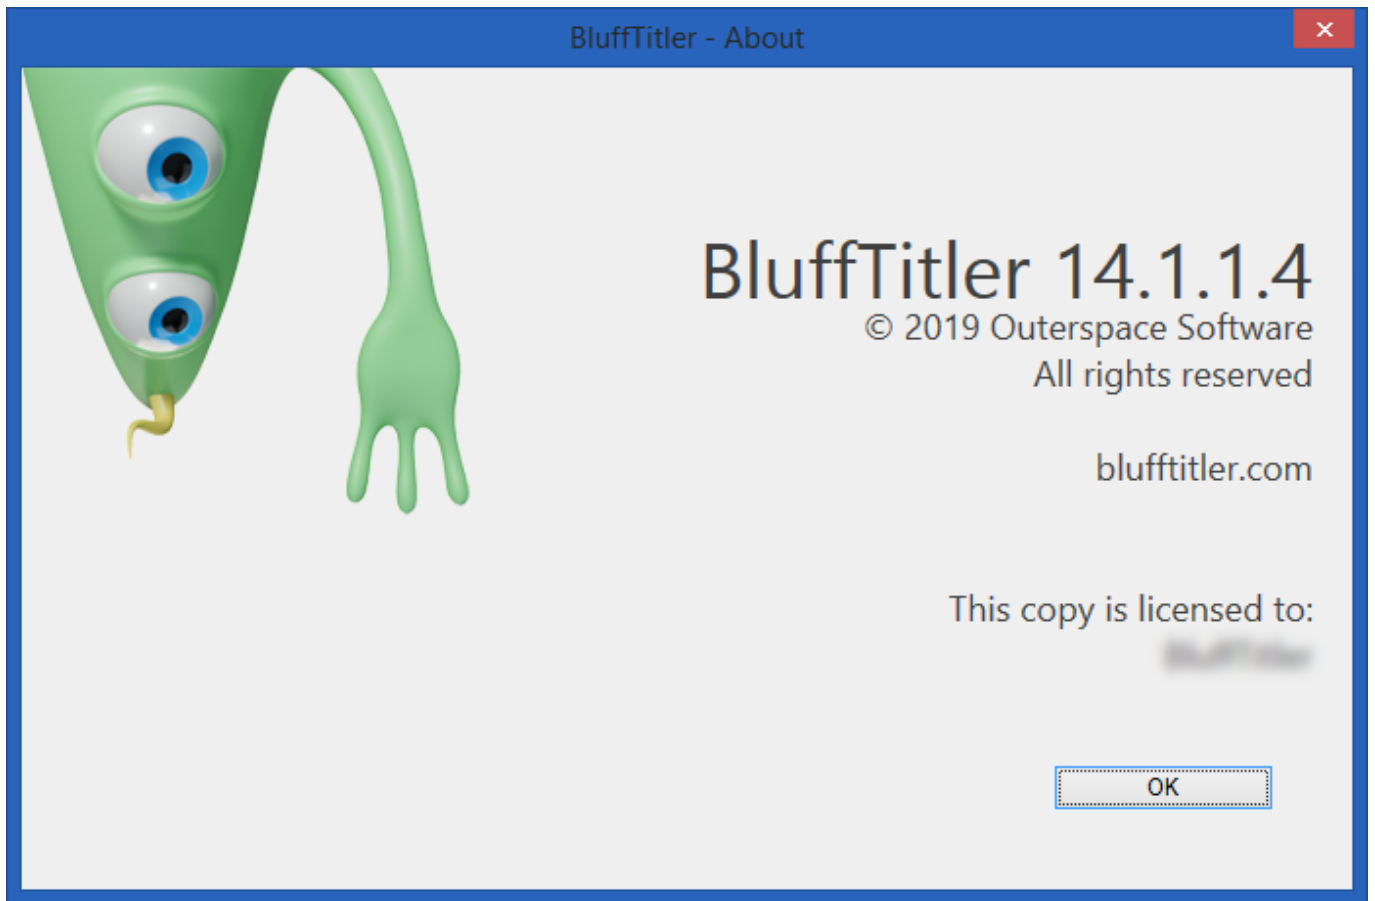 BluffTitler - About
BluffTitler 14.1.1.4
© 2019 Outerspace Software
All rights reserved
blufftitler.com
This copy is licensed to:
OK